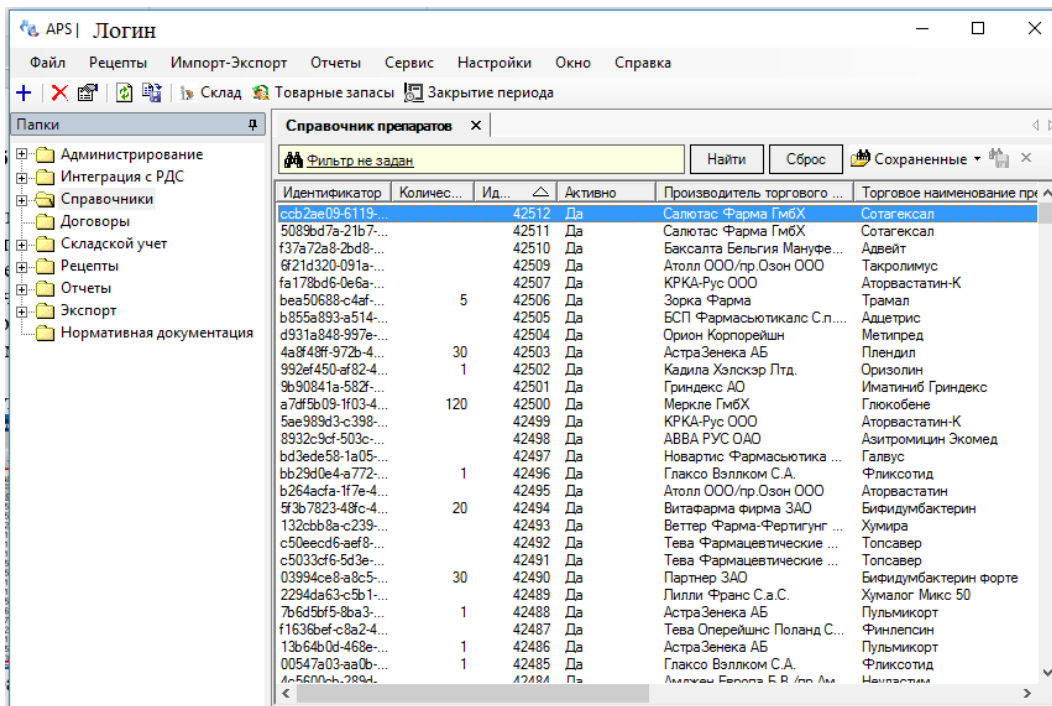 APS | Логин
Файл Рецепты Импорт-Экспорт Отчеты Сервис Настройки Окно Справка
Склад Товарные запасы Закрытие периода
Папки
Администрирование
Интеграция с РДС
Справочники
Договоры
Складской учет
Рецепты
Отчеты
Экспорт
Нормативная документация
Справочник препаратов
Фильтр не задан Найти Сброс Сохраненные
Идентификатор Количес... Ид... Активно Производитель торгового ... Торговое наименование пре
ccb2ae09-6119-... 42512 Да Салютас Фарма ГмбХ Сотагексал
5089bd7a-21b7-... 42511 Да Салютас Фарма ГмбХ Сотагексал
f37a72a8-2bd8-... 42510 Да Баксалта Бельгия Мануфе... Адвейт
6f21d320-091a-... 42509 Да Атолл ООО/пр.Озон ООО Такролимус
fa178bd6-0e6a-... 42507 Да КРКА-Рус ООО Аторвастатин-К
bea50688-c4af-... 5 42506 Да Зорка Фарма Трамал
b855a893-a514-... 42505 Да БСП Фармасьютикалс С.п.... Адцетрис
d931a848-997e-... 42504 Да Орион Корпорейшн Метипред
4a8f48ff-972b-4... 30 42503 Да АстраЗенека АБ Плендил
992ef450-af82-4... 1 42502 Да Кадила Хэлскэр Лтд. Оризолин
9b90841a-582f-... 42501 Да Гриндекс АО Иматиниб Гриндекс
a7df5b09-1f03-4... 120 42500 Да Меркле ГмбХ Глюкобене
5ae989d3-c398-... 42499 Да КРКА-Рус ООО Аторвастатин-К
8932c9cf-503c-... 42498 Да АВВА РУС ОАО Азитромицин Экомед
bd3ede58-1a05-... 42497 Да Новартис Фармасьютика ... Галвус
bb29d0e4-a772-... 1 42496 Да Глаксо Вэллком С.А. Фликсотид
b264acfa-1f7e-4... 42495 Да Атолл ООО/пр.Озон ООО Аторвастатин
5f3b7823-48fc-4... 20 42494 Да Витафарма фирма ЗАО Бифидумбактерин
132cbb8a-c239-... 42493 Да Веттер Фарма-Фертигунг ... Хумира
c50eecd6-aef8-... 42492 Да Тева Фармацевтические ... Топсавер
c5033cf6-5d3e-... 42491 Да Тева Фармацевтические ... Топсавер
03994ce8-a8c5-... 30 42490 Да Партнер ЗАО Бифидумбактерин форте
2294da63-c5b1-... 42489 Да Лилли Франс С.а.С. Хумалог Микс 50
7b6d5bf5-8ba3-... 1 42488 Да АстраЗенека АБ Пульмикорт
f1636bef-c8a2-4... 42487 Да Тева Оперейшнс Поланд С... Финлепсин
13b64b0d-468e-... 1 42486 Да АстраЗенека АБ Пульмикорт
00547a03-aa0b-... 1 42485 Да Глаксо Вэллком С.А. Фликсотид
4c5600cb-289d- 42484 Да Амджен Европа Б.В./пр.Ам Неуластим